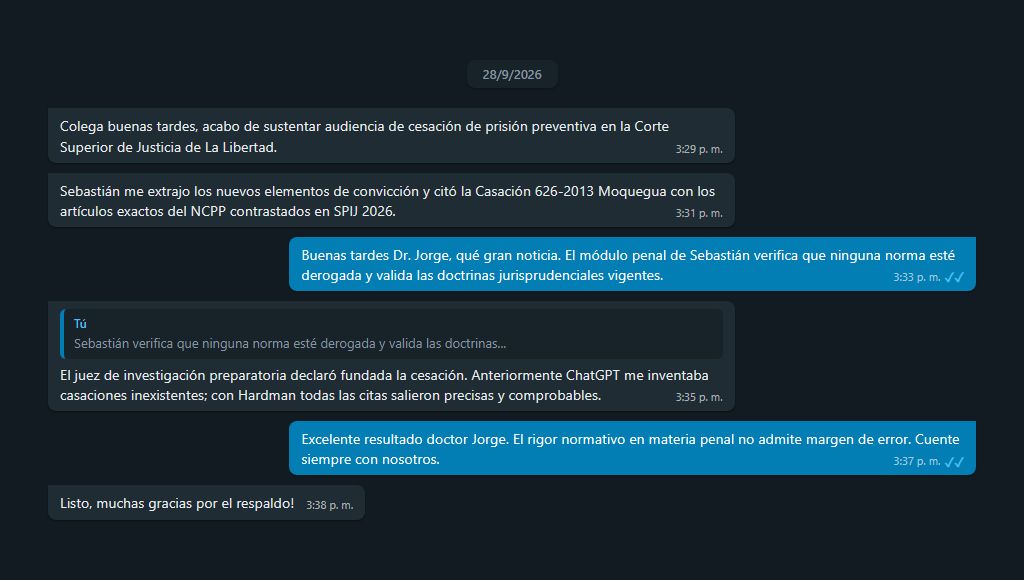 28/9/2026
Colega buenas tardes, acabo de sustentar audiencia de cesación de prisión preventiva en la Corte
Superior de Justicia de La Libertad.
3:29 p. m.
Sebastián me extrajo los nuevos elementos de convicción y citó la Casación 626-2013 Moquegua con los
artículos exactos del NCPP contrastados en SPIJ 2026.
3:31 p. m.
Buenas tardes Dr. Jorge, qué gran noticia. El módulo penal de Sebastián verifica que ninguna norma esté
derogada y valida las doctrinas jurisprudenciales vigentes.
3:33 p. m.
Tú
Sebastián verifica que ninguna norma esté derogada y valida las doctrinas...
El juez de investigación preparatoria declaró fundada la cesación. Anteriormente ChatGPT me inventaba
casaciones inexistentes; con Hardman todas las citas salieron precisas y comprobables.
3:35 p. m.
Excelente resultado doctor Jorge. El rigor normativo en materia penal no admite margen de error. Cuente
siempre con nosotros.
3:37 p. m.
Listo, muchas gracias por el respaldo!
3:38 p. m.